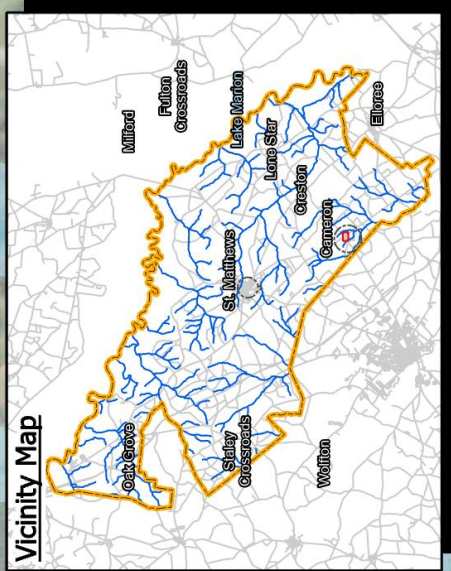 Vicinity Map
Oak Grove
Staley
Crossroads
Wolfton
St. Matthews
Milford
Fulton
Crossroads
Lake Marion
Lone Star
Creston
Cameron
Elloree